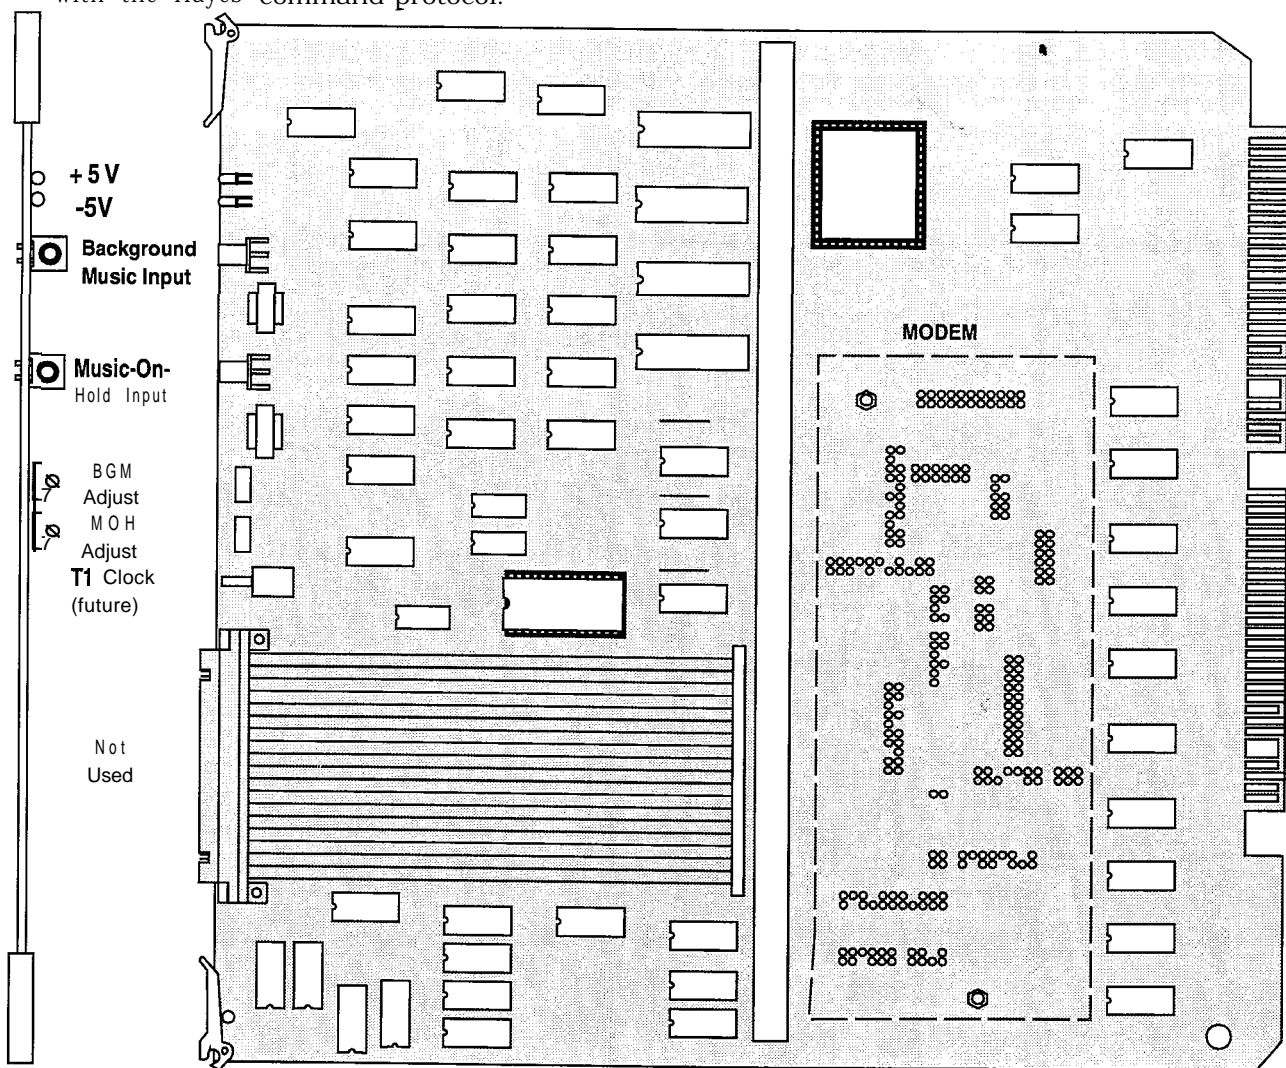 with the Hayes command protocol.
+ 5 V
-5V
Background
Music Input
MODEM
Music-On-
Hold Input
BGM
Adjust
MOH
Adjust
T1 Clock
(future)
Not
Used